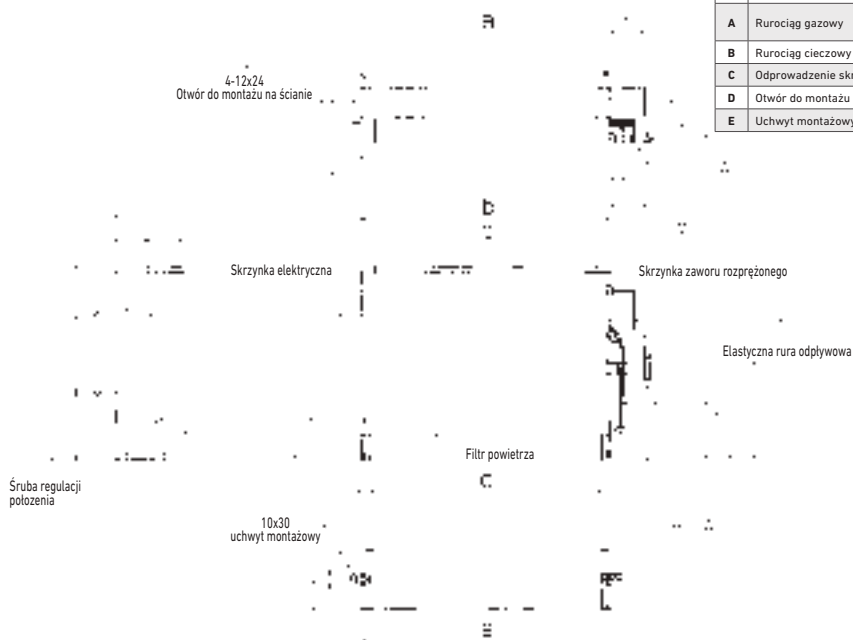 a
A Rurociąg gazowy
B Rurociąg cieczowy
C Odprowadzenie
D Otwór do montażu
E Uchwyt montażowy
4-12x24
Otwór do montażu na ścianie
b
Skrzynka elektryczna
Skrzynka zaworu rozprężonego
Elastyczna rura odpływowa
Filtr powietrza
Śruba regulacji
położenia
c
10x30
uchwyt montażowy